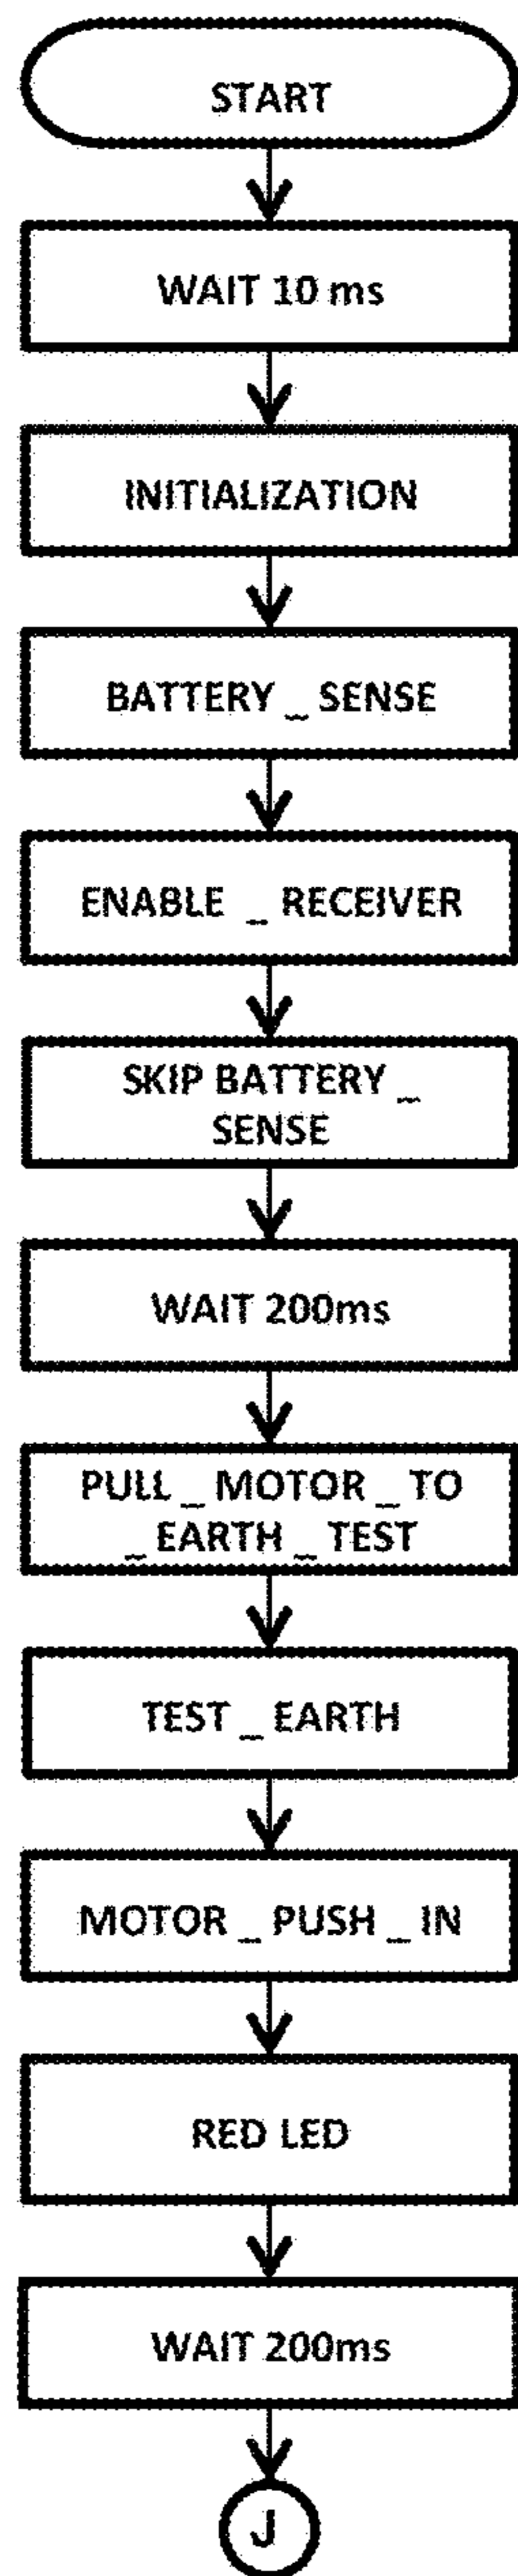 START
WAIT 10 ms
INITIALIZATION
BATTERY _ SENSE
ENABLE _ RECEIVER
SKIP BATTERY _
SENSE
WAIT 200ms
PULL _ MOTOR _ TO
_ EARTH _ TEST
TEST _ EARTH
MOTOR _ PUSH _ IN
RED LED
WAIT 200ms
J